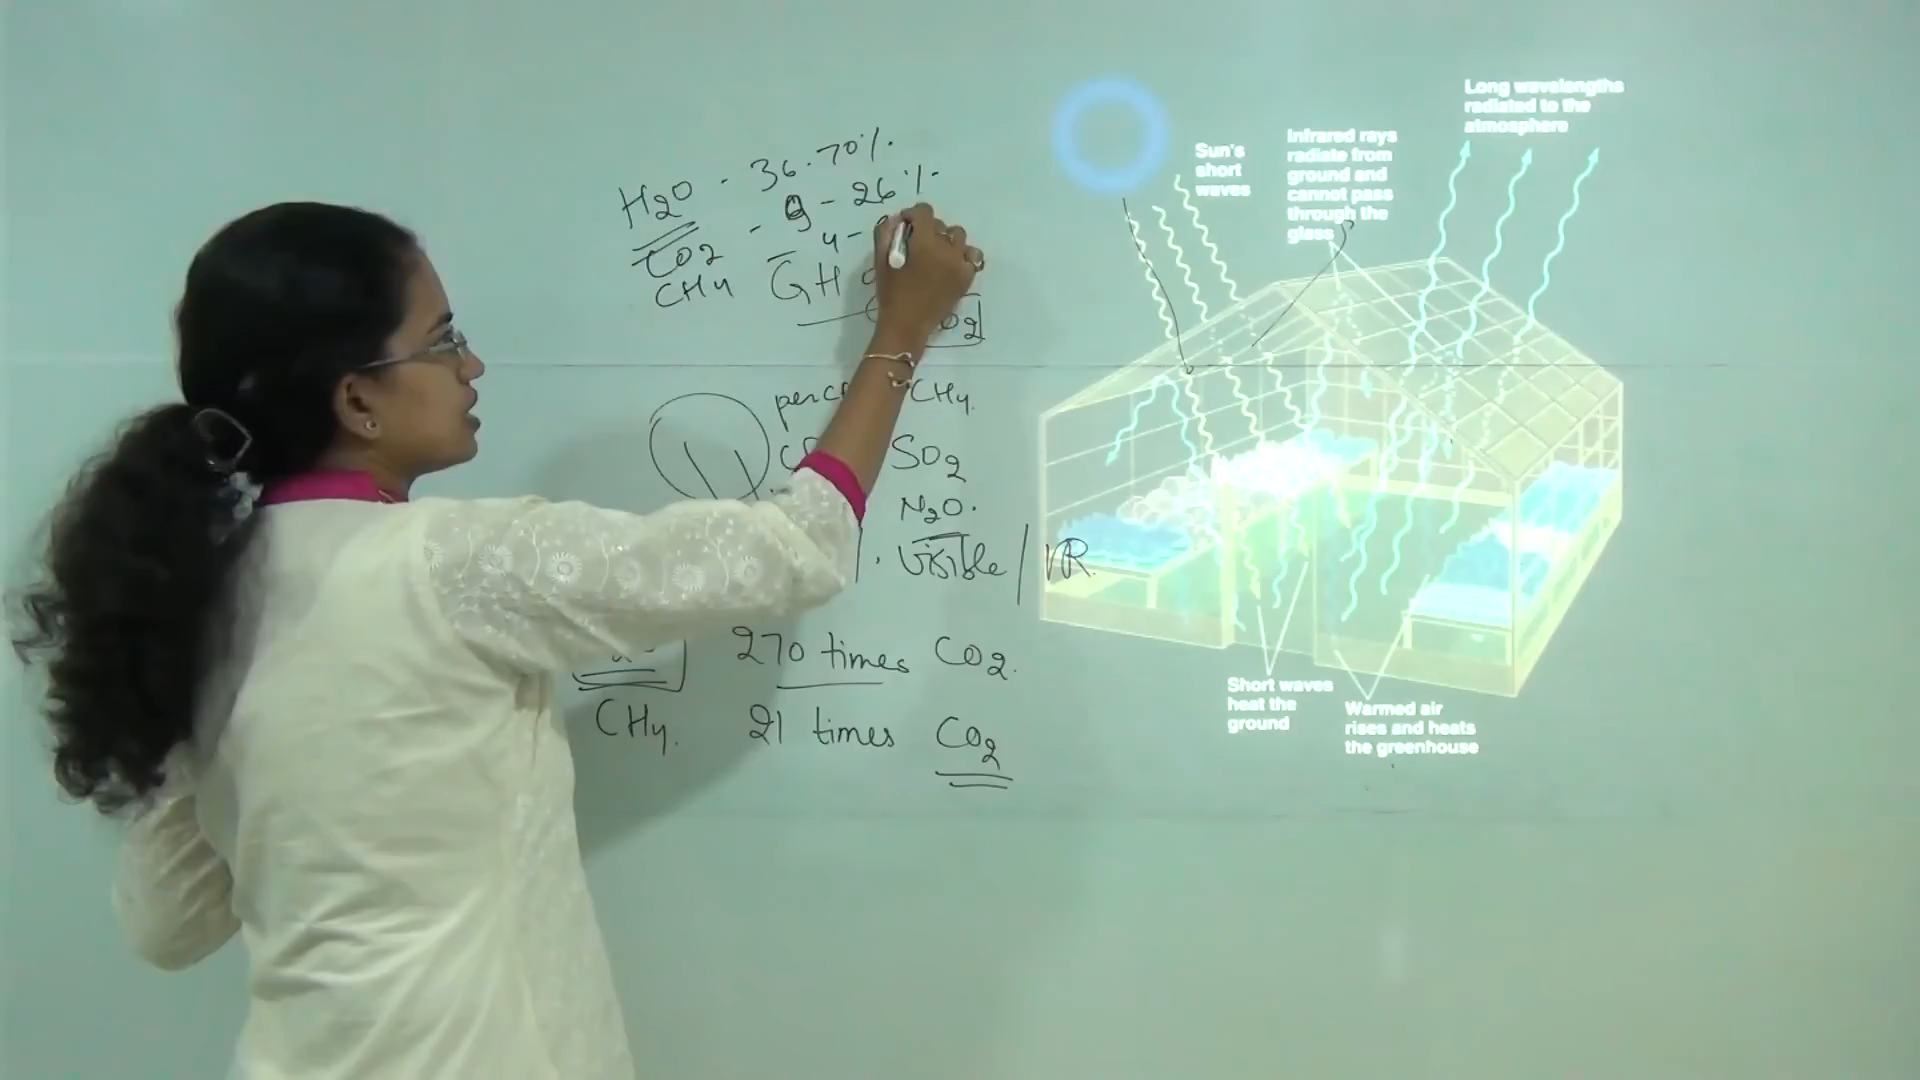 H2O - 36.70%.
CO2 - 9 - 26%.
CH4 4 -
GH
perc CH4.
SO2
N2O.
Visible / IR.
270 times CO2.
CH4. 21 times CO2
Sun's
short
waves
Infrared rays
radiate from
ground and
cannot pass
through the
glass
Long wavelengths
radiated to the
atmosphere
Short waves
heat the
ground
Warmed air
rises and heats
the greenhouse